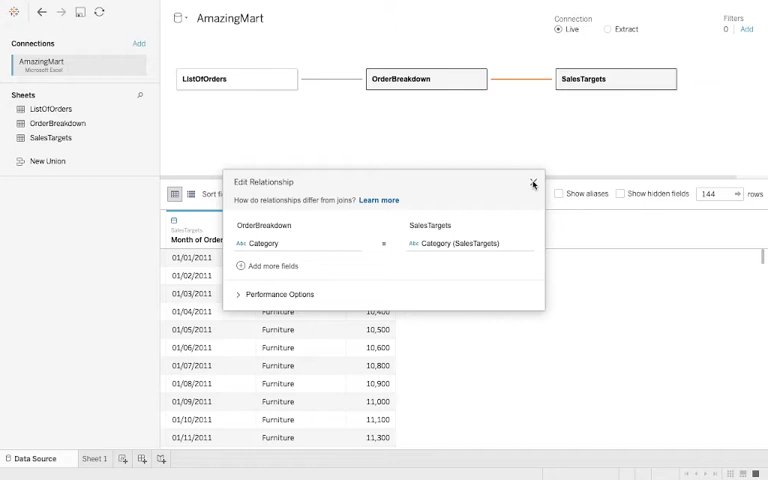 AmazingMart
Connection
Live
Extract
Filters
0 Add
Connections Add
AmazingMart
Microsoft Excel
Sheets
ListOfOrders
OrderBreakdown
SalesTargets
New Union
ListOfOrders OrderBreakdown SalesTargets
Show aliases Show hidden fields 144 rows
Edit Relationship
How do relationships differ from joins? Learn more
OrderBreakdown SalesTargets
Abc Category = Abc Category (SalesTargets)
Add more fields
Performance Options
SalesTargets
Month of Order
01/01/2011
01/02/2011
01/03/2011
01/04/2011 Furniture 10,400
01/05/2011 Furniture 10,500
01/06/2011 Furniture 10,600
01/07/2011 Furniture 10,800
01/08/2011 Furniture 10,900
01/09/2011 Furniture 11,000
01/10/2011 Furniture 11,100
01/11/2011 Furniture 11,300
Data Source Sheet 1